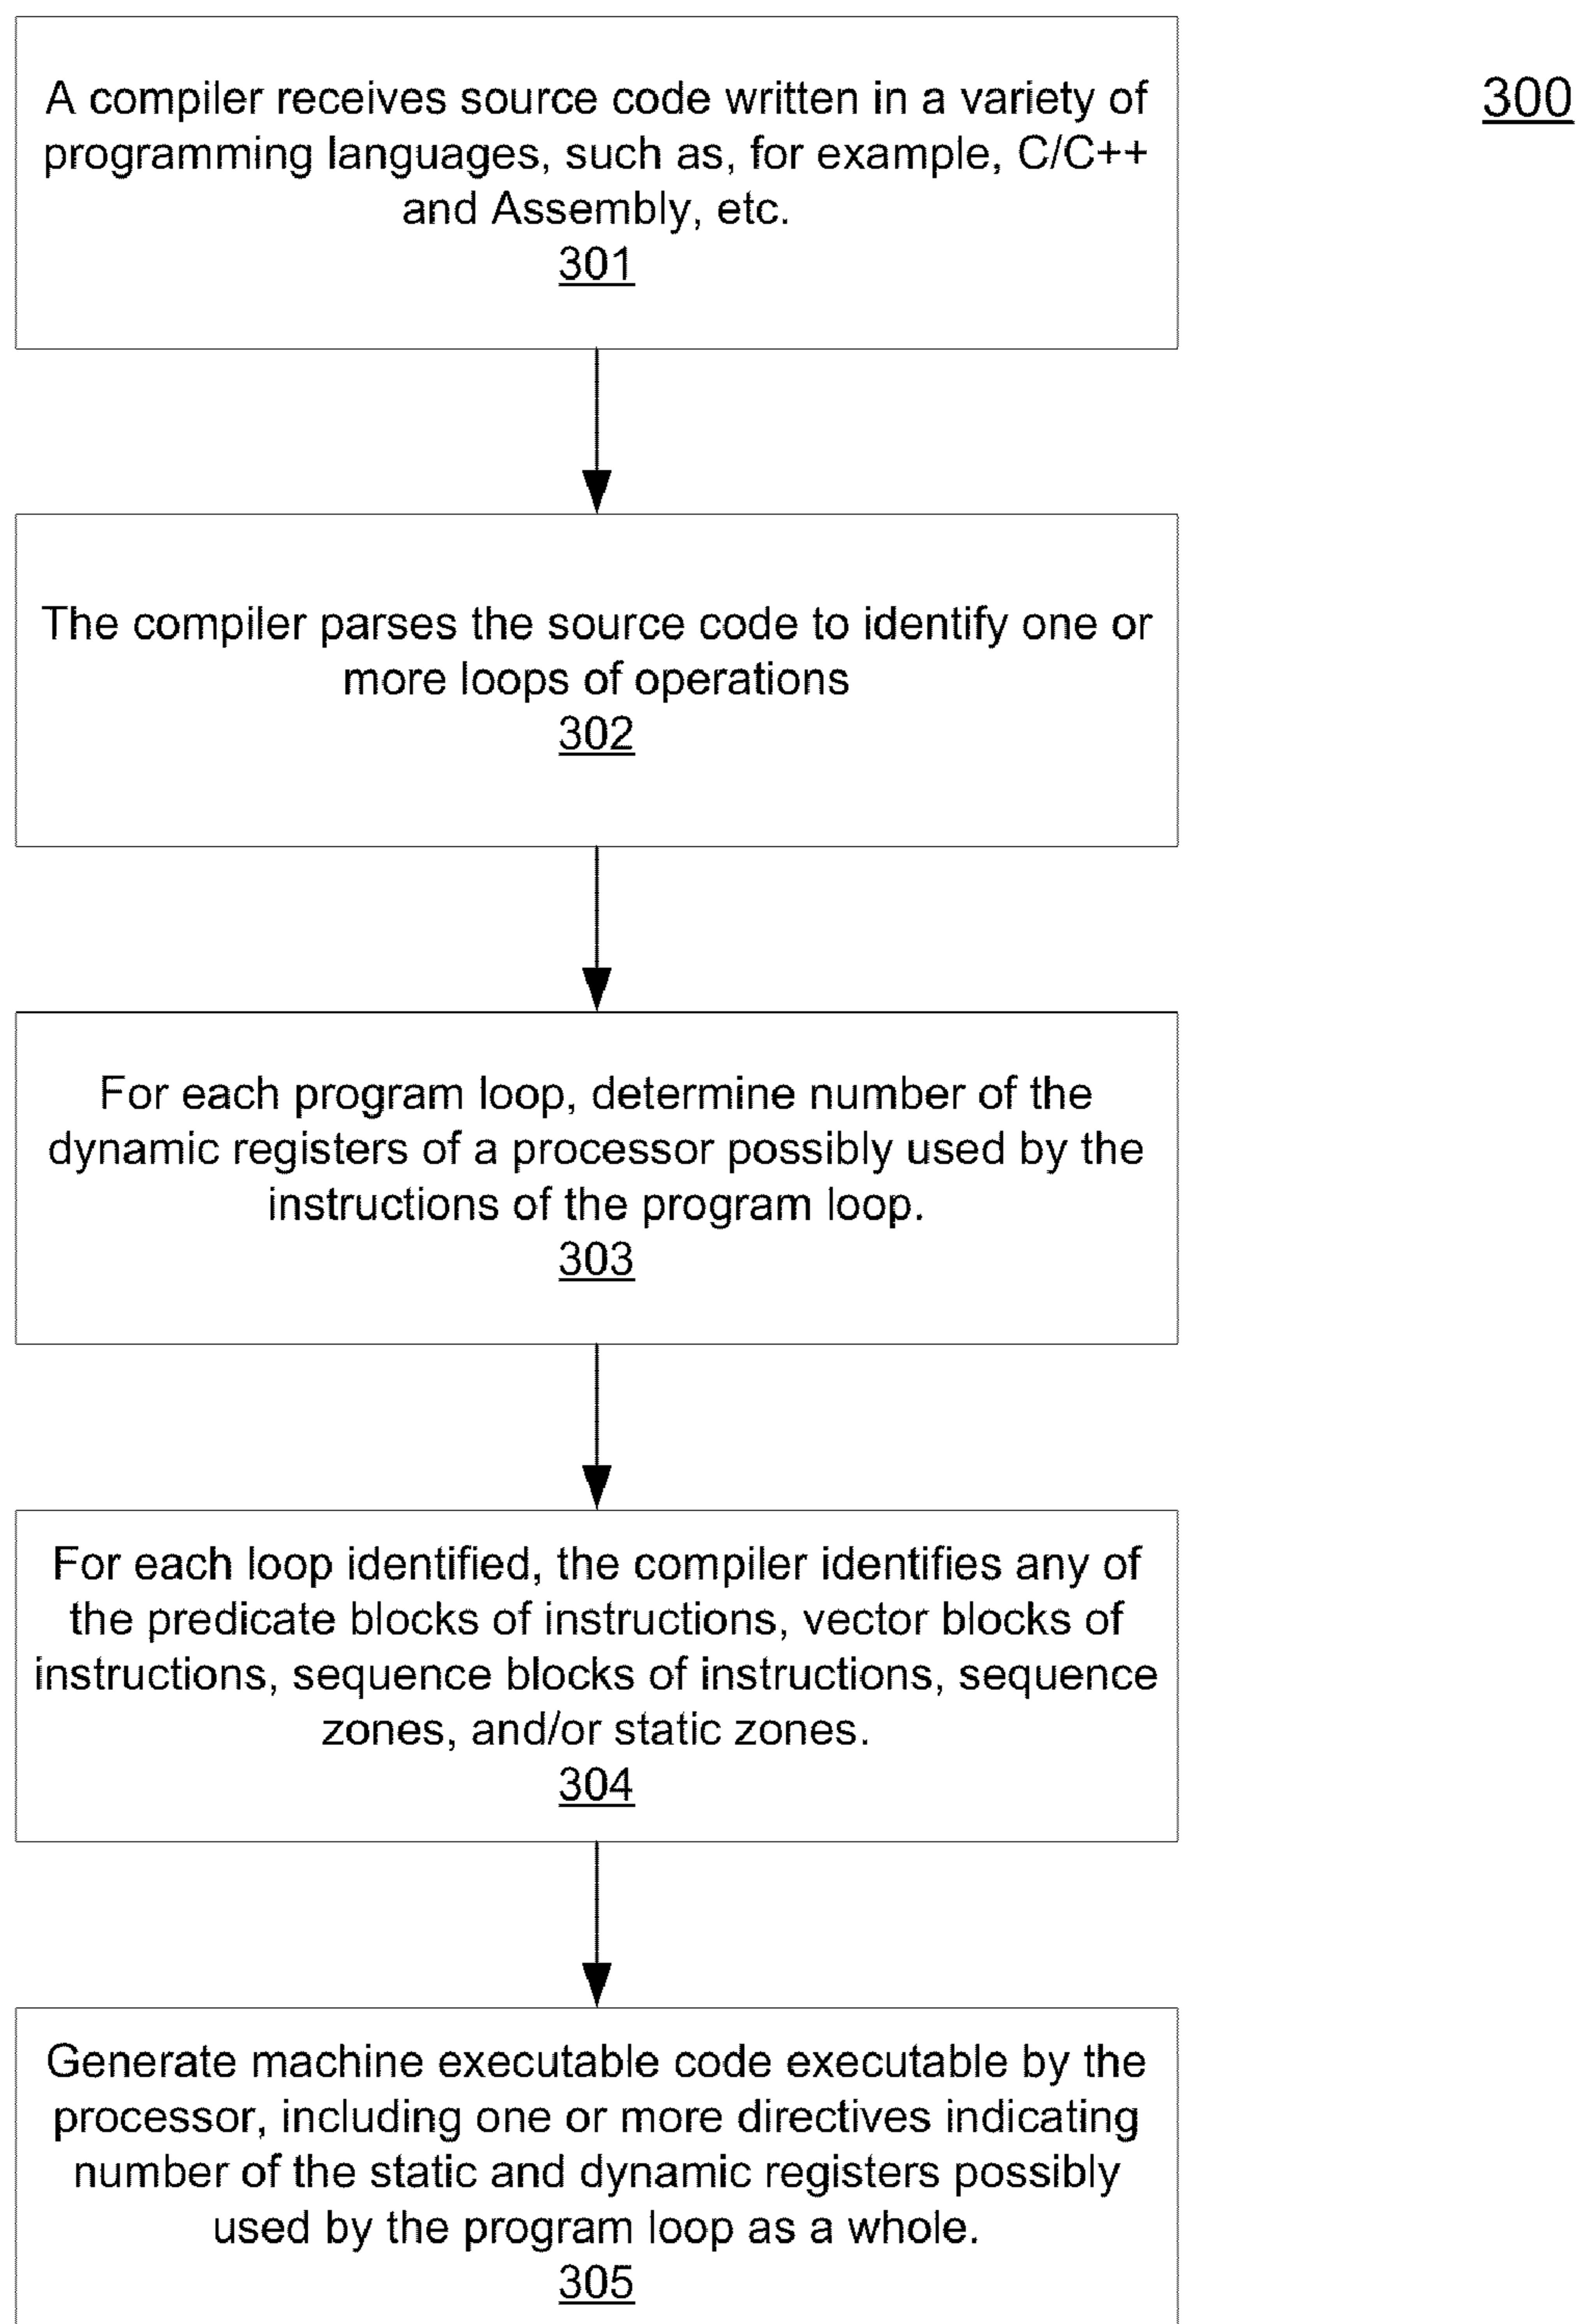 A compiler receives source code written in a variety of
programming languages, such as, for example, C/C++
and Assembly, etc.
301
300
The compiler parses the source code to identify one or
more loops of operations
302
For each program loop, determine number of the
dynamic registers of a processor possibly used by the
instructions of the program loop.
303
For each loop identified, the compiler identifies any of
the predicate blocks of instructions, vector blocks of
instructions, sequence blocks of instructions, sequence
zones, and/or static zones.
304
Generate machine executable code executable by the
processor, including one or more directives indicating
number of the static and dynamic registers possibly
used by the program loop as a whole.
305